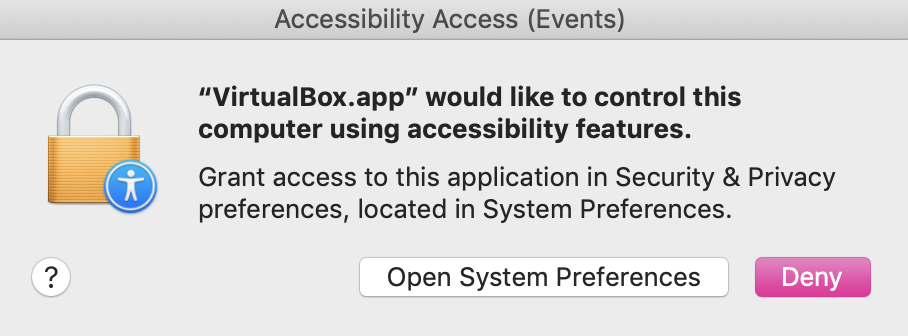 Accessibility Access (Events)
“VirtualBox.app” would like to control this
computer using accessibility features.
Grant access to this application in Security & Privacy
preferences, located in System Preferences.
?
Open System Preferences
Deny